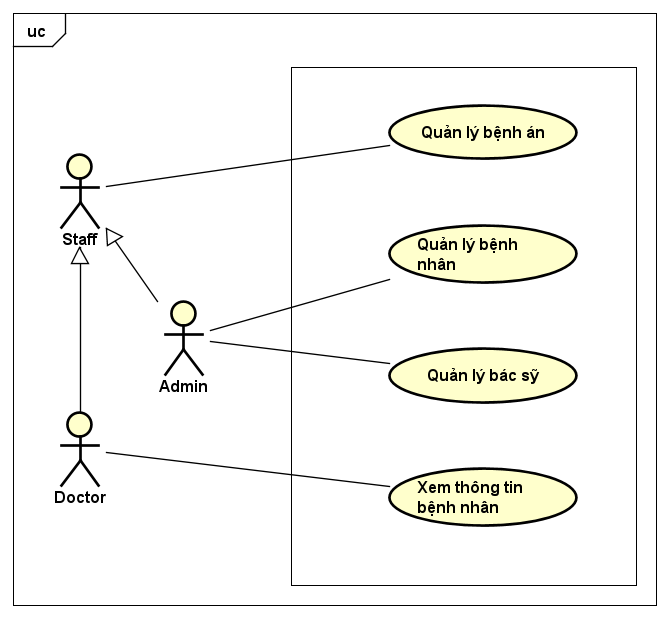 uc
Quản lý bệnh án
Staff
Quản lý bệnh
nhân
Admin
Quản lý bác sỹ
Doctor
Xem thông tin
bệnh nhân